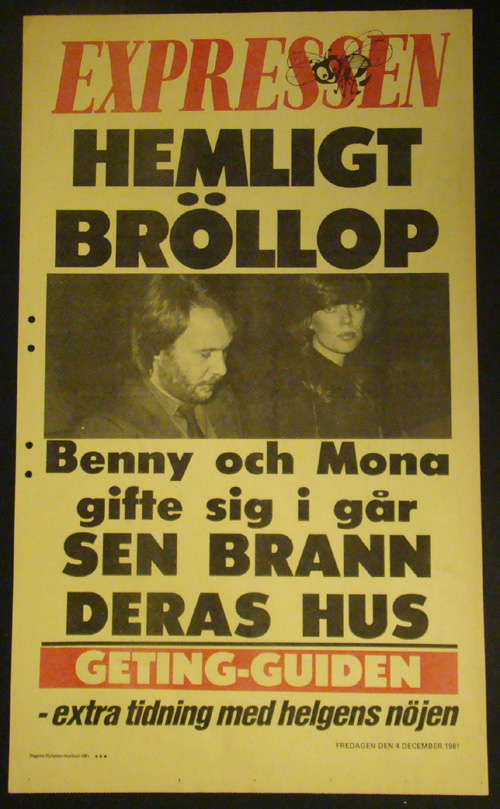 EXPRESSEN
HEMLIGT
BRÖLLOP
Benny och Mona
gifte sig i går
SEN BRANN
DERAS HUS
GETING-GUIDEN
- extra tidning med helgens nöjen
FREDAGEN DEN 4 DECEMBER 1981